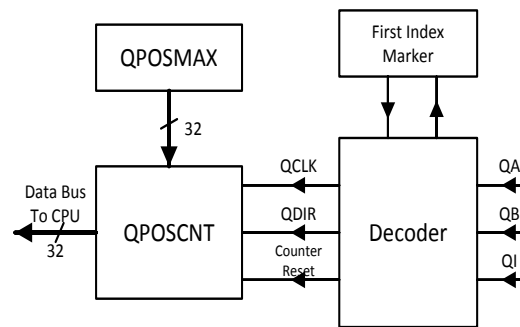 QPOSMAX
First Index
Marker
32
QCLK
QA
Data Bus
To CPU
32
QPOSCNT
QDIR
Decoder
QB
Counter
Reset
QI